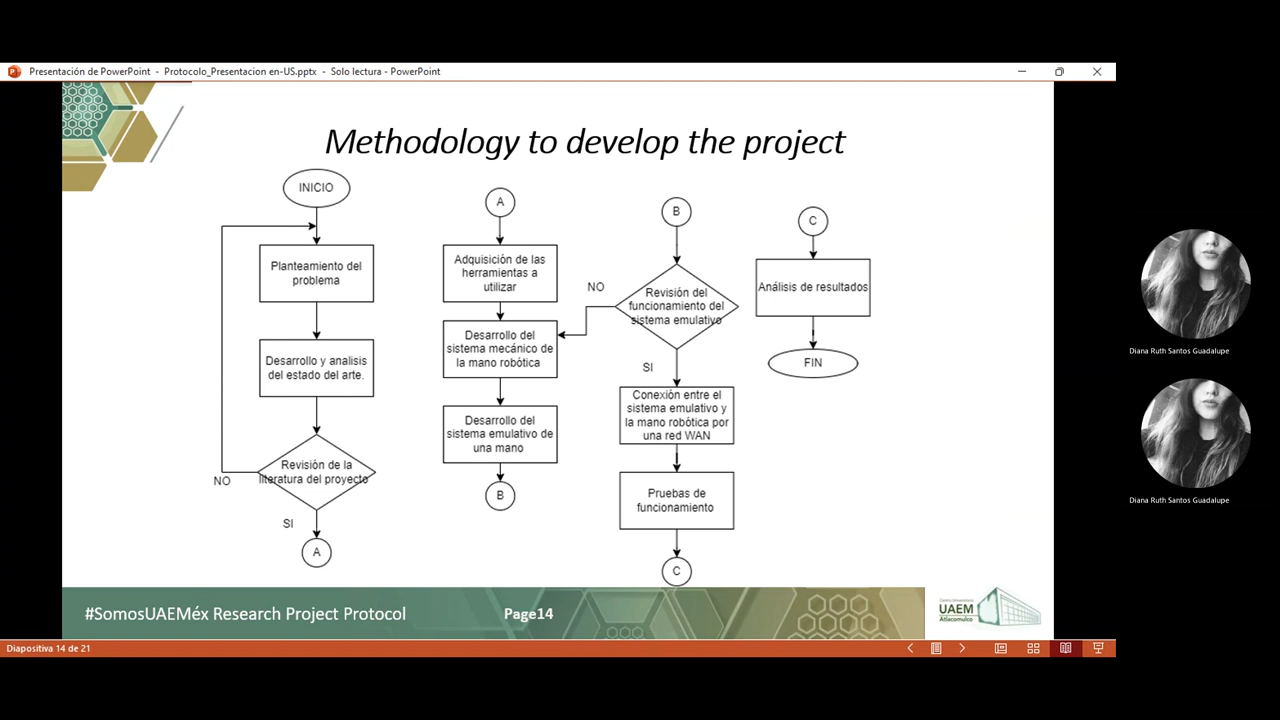 Presentación de PowerPoint - Protocolo_Presentacion en-US.pptx - Solo lectura - PowerPoint
Methodology to develop the project
INICIO
Planteamiento del
problema
Desarrollo y analisis
del estado del arte.
Revisión de la
literatura del proyecto
NO
SI
A
A
Adquisición de las
herramientas a
utilizar
Desarrollo del
sistema mecánico de
la mano robótica
Desarrollo del
sistema emulativo de
una mano
B
B
Revisión del
funcionamiento del
sistema emulativo
NO
SI
Conexión entre el
sistema emulativo y
la mano robótica por
una red WAN
Pruebas de
funcionamiento
C
C
Análisis de resultados
FIN
Diana Ruth Santos Guadalupe
Diana Ruth Santos Guadalupe
#SomosUAEMéx Research Project Protocol
Page14
Centro Universitario
UAEM
Atlacomulco
Diapositiva 14 de 21